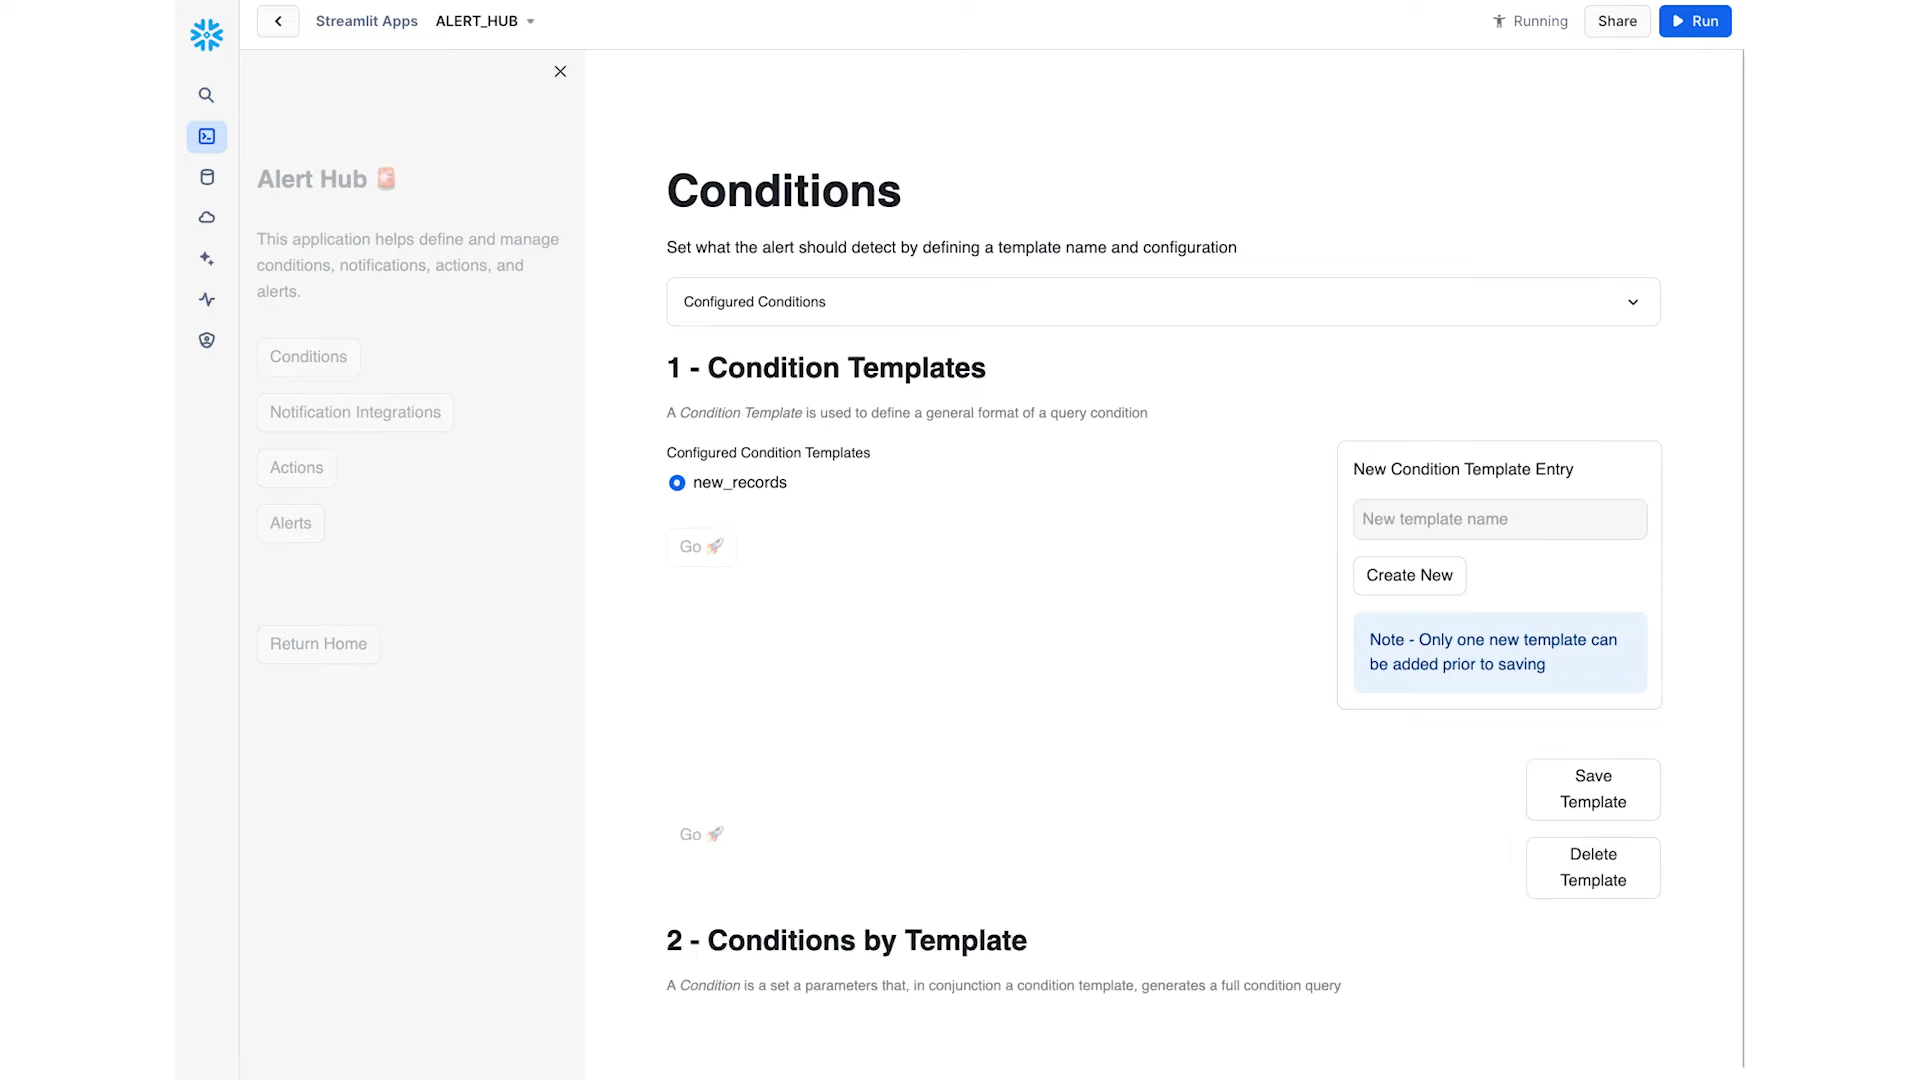 Streamlit Apps ALERT_HUB Running Share Run
Alert Hub
This application helps define and manage
conditions, notifications, actions, and
alerts.
Conditions
Notification Integrations
Actions
Alerts
Return Home
Conditions
Set what the alert should detect by defining a template name and configuration
Configured Conditions
1 - Condition Templates
A Condition Template is used to define a general format of a query condition
Configured Condition Templates
new_records
Go
New Condition Template Entry
New template name
Create New
Note - Only one new template can
be added prior to saving
Save
Template
Go
Delete
Template
2 - Conditions by Template
A Condition is a set a parameters that, in conjunction a condition template, generates a full condition query